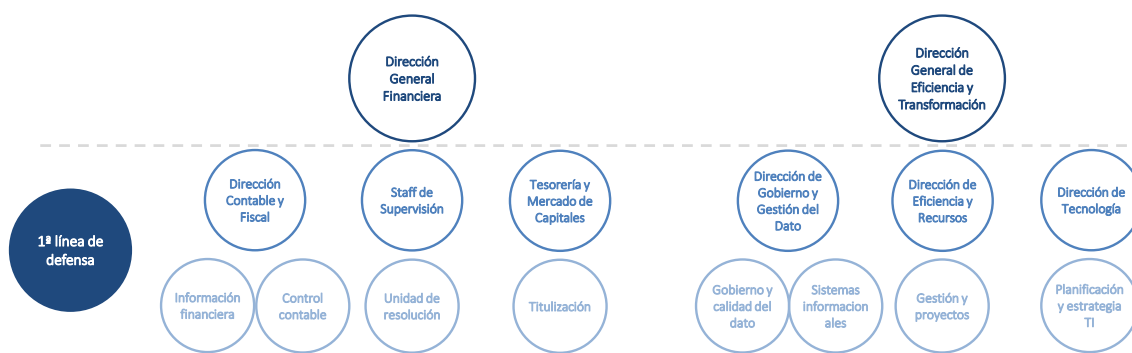 Dirección
General
Financiera
Dirección
General de
Eficiencia y
Transformación
1ª línea de
defensa
Dirección
Contable y
Fiscal
Staff de
Supervisión
Tesorería y
Mercado de
Capitales
Dirección de
Gobierno y
Gestión del
Dato
Dirección de
Eficiencia y
Recursos
Dirección de
Tecnología
Información
financiera
Control
contable
Unidad de
resolución
Titulización
Gobierno y
calidad del
dato
Sistemas
informacion
ales
Gestión y
proyectos
Planificación
y estrategia
TI